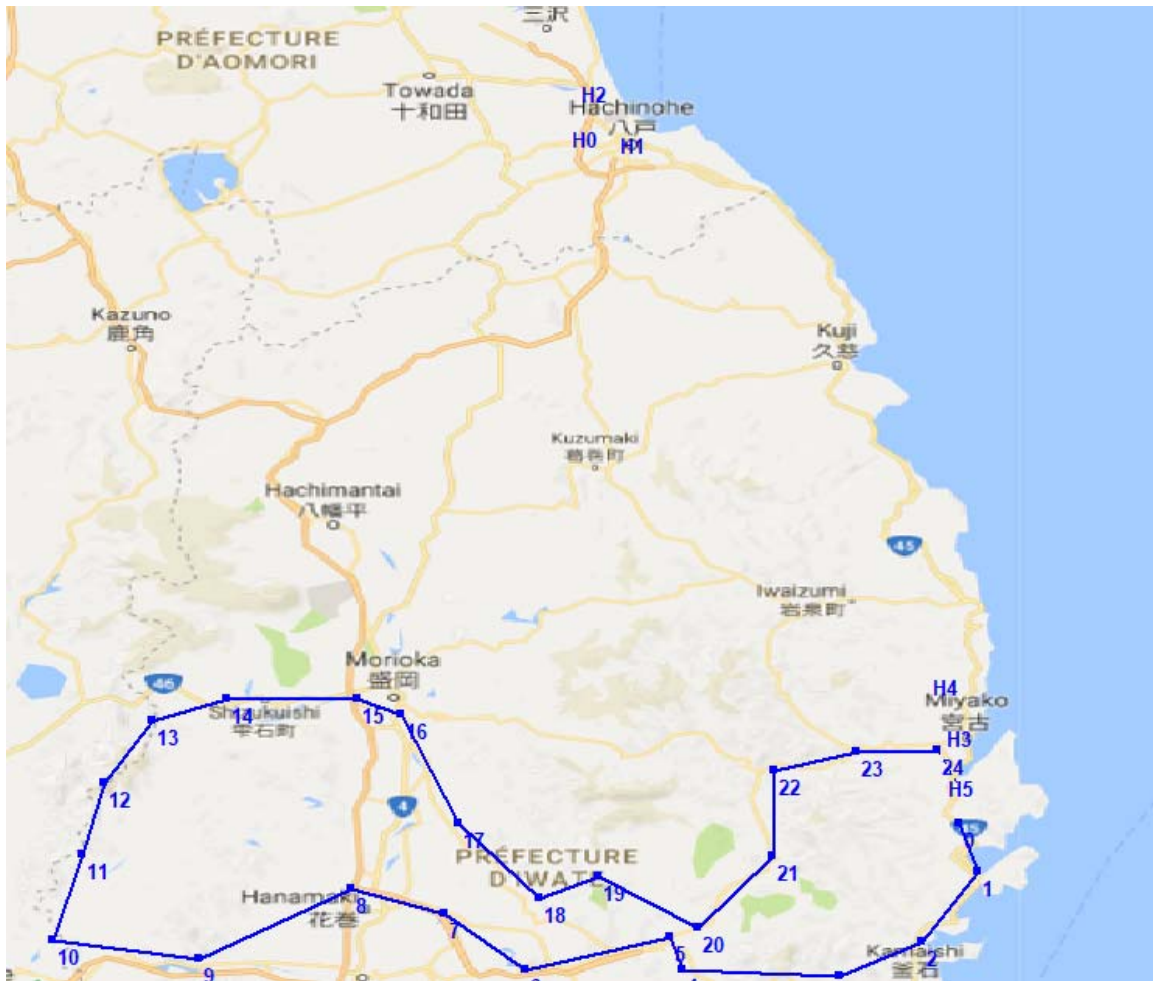 三沢
PRÉFECTURE
D'AOMORI
Towada
十和田
H2
Hachinohe
八戸
H0
H1
Kazuno
鹿角
Kuji
久慈
Kuzumaki
葛巻町
Hachimantai
八幡平
45
Iwaizumi
岩泉町
Morioka
盛岡
46
Shizukuishi
雫石町
13
14
15
16
H4
Miyako
宮古
H3
24
H5
23
22
12
4
17
45
0
PRÉFECTURE
D'IWATE
11
21
1
19
18
Hanamaki
花巻
8
7
20
10
9
5
Kamaishi
釜石
2